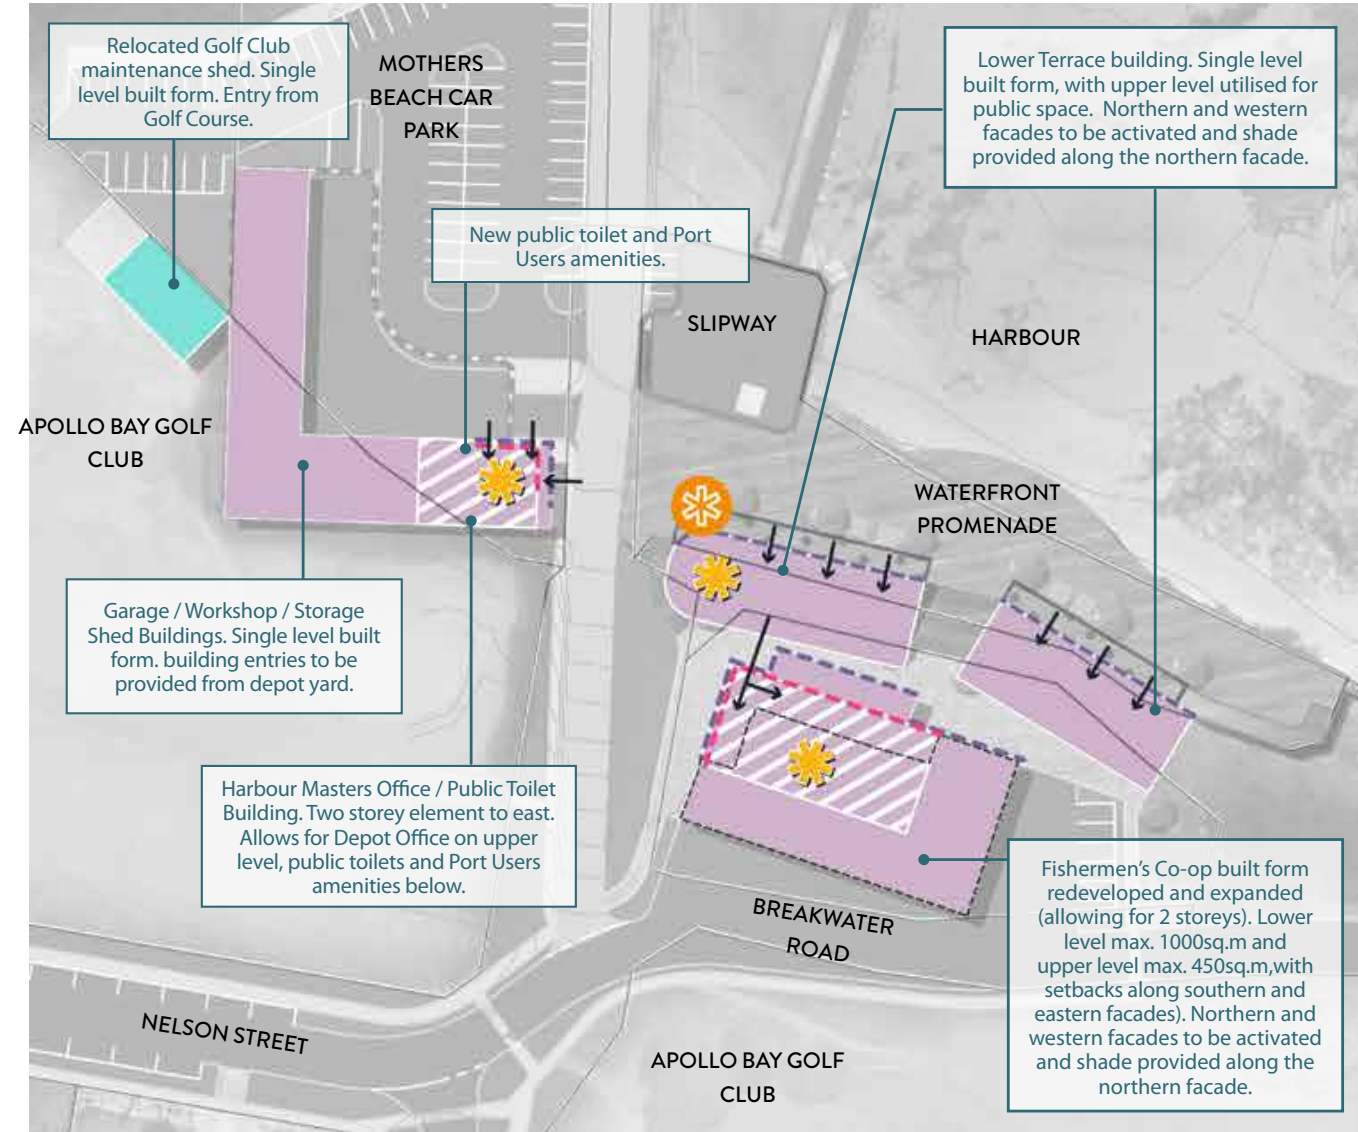 Relocated Golf Club
maintenance shed. Single
level built form. Entry from
Golf Course.
MOTHERS
BEACH CAR
PARK
Lower Terrace building. Single level
built form, with upper level utilised for
public space. Northern and western
facades to be activated and shade
provided along the northern facade.
New public toilet and Port
Users amenities.
SLIPWAY
HARBOUR
APOLLO BAY GOLF
CLUB
WATERFRONT
PROMENADE
Garage / Workshop / Storage
Shed Buildings. Single level built
form. building entries to be
provided from depot yard.
Harbour Masters Office / Public Toilet
Building. Two storey element to east.
Allows for Depot Office on upper
level, public toilets and Port Users
amenities below.
BREAKWATER
ROAD
Fishermen's Co-op built form
redeveloped and expanded
(allowing for 2 storeys). Lower
level max. 1000sq.m and
upper level max. 450sq.m,with
setbacks along southern and
eastern facades). Northern and
western facades to be activated
and shade provided along the
northern facade.
NELSON STREET
APOLLO BAY GOLF
CLUB